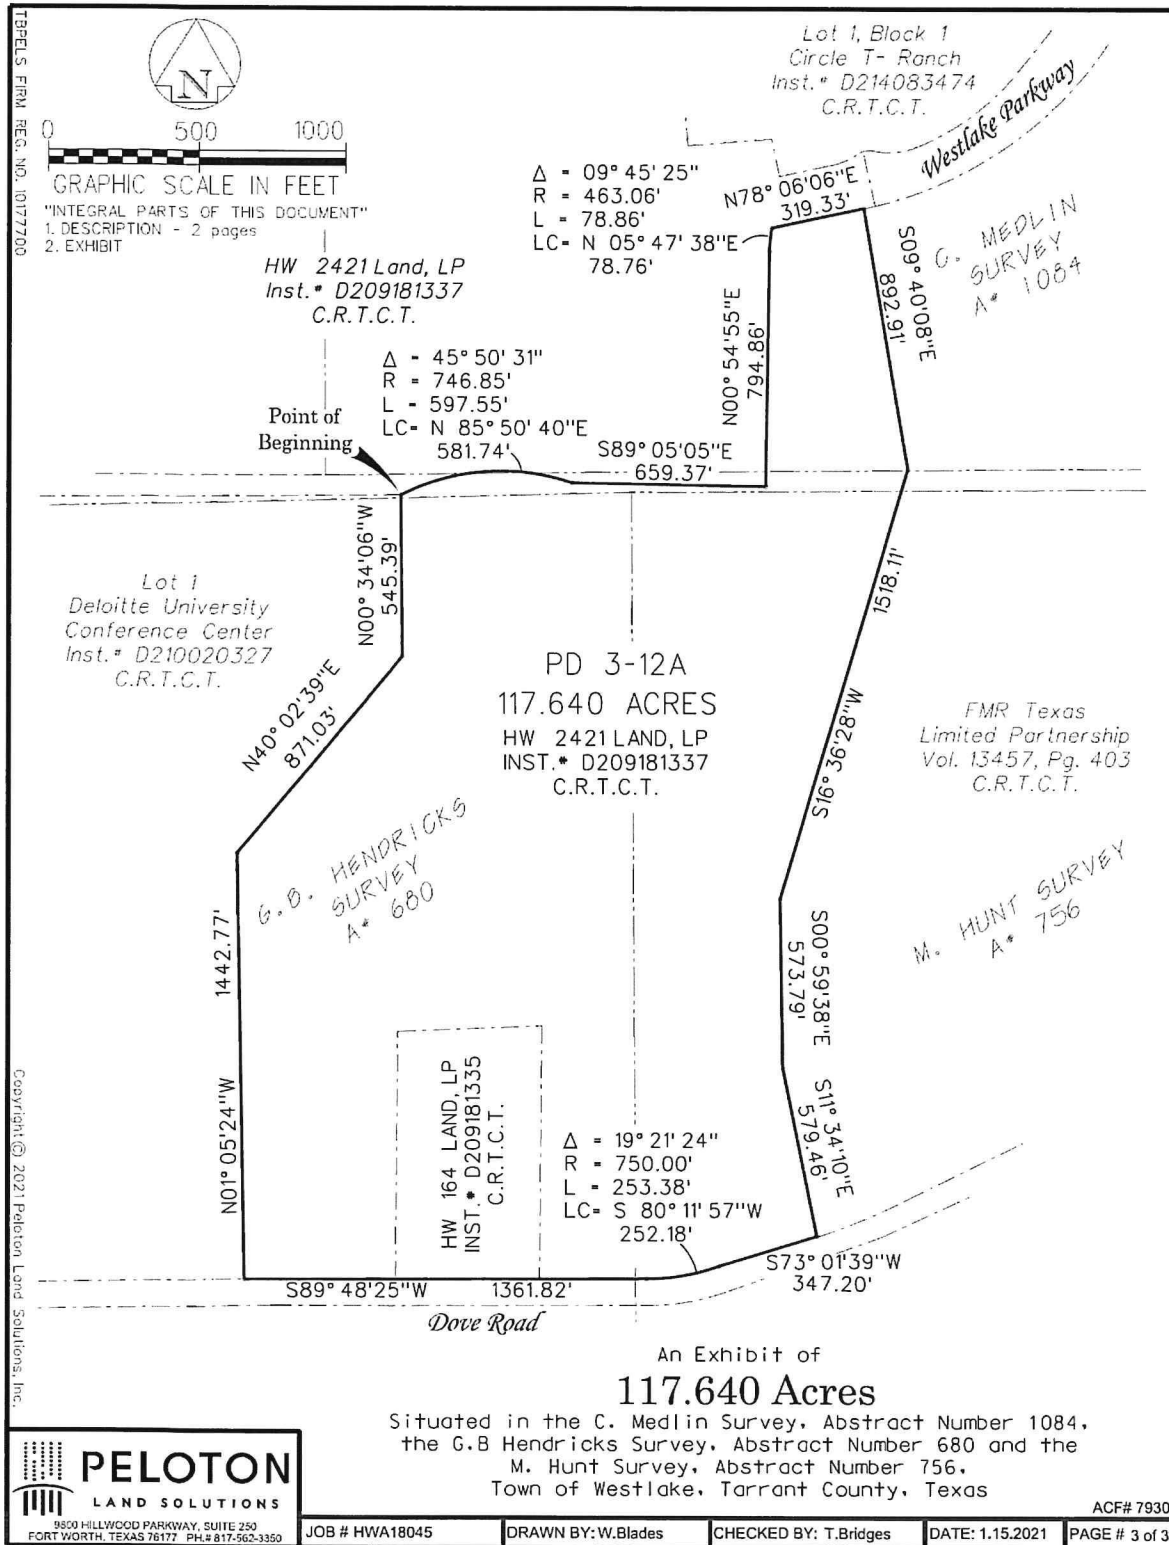 TBPELS FIRM REG. NO. 10177700
N
0 500 1000
GRAPHIC SCALE IN FEET
"INTEGRAL PARTS OF THIS DOCUMENT"
1. DESCRIPTION - 2 pages
2. EXHIBIT
Lot 1, Block 1
Circle T- Ranch
Inst.# D214083474
C.R.T.C.T.
Westlake Parkway
HW 2421 Land, LP
Inst.# D209181337
C.R.T.C.T.
Δ = 09° 45' 25"
R = 463.06'
L = 78.86'
LC= N 05° 47' 38"E
78.76'
N78° 06'06"E
319.33'
S09° 40'08"E
892.91'
C. MEDLIN
SURVEY
A# 1084
N00° 54'55"E
794.86'
Δ = 45° 50' 31"
R = 746.85'
L = 597.55'
LC= N 85° 50' 40"E
581.74'
Point of
Beginning
S89° 05'05"E
659.37'
N00° 34'06"W
545.39'
Lot 1
Deloitte University
Conference Center
Inst.# D210020327
C.R.T.C.T.
N40° 02'39"E
871.03'
PD 3-12A
117.640 ACRES
HW 2421 LAND, LP
INST.# D209181337
C.R.T.C.T.
1518.11'
S16° 36'28"W
FMR Texas
Limited Partnership
Vol. 13457, Pg. 403
C.R.T.C.T.
G.B. HENDRICKS
SURVEY
A# 680
M. HUNT SURVEY
A# 756
1442.77'
N01° 05'24"W
S00° 59'38"E
573.79'
S11° 34'10"E
579.46'
HW 164 LAND, LP
INST.# D209181335
C.R.T.C.T.
Δ = 19° 21' 24"
R = 750.00'
L = 253.38'
LC= S 80° 11' 57"W
252.18'
S73° 01'39"W
347.20'
S89° 48'25"W 1361.82'
Dove Road
Copyright © 2021 Peloton Land Solutions, Inc.
An Exhibit of
117.640 Acres
Situated in the C. Medlin Survey, Abstract Number 1084,
the G.B Hendricks Survey, Abstract Number 680 and the
M. Hunt Survey, Abstract Number 756,
Town of Westlake, Tarrant County, Texas
PELOTON
LAND SOLUTIONS
9800 HILLWOOD PARKWAY, SUITE 250
FORT WORTH, TEXAS 76177 PH.# 817-562-3350
ACF# 7930
JOB # HWA18045 DRAWN BY: W.Blades CHECKED BY: T.Bridges DATE: 1.15.2021 PAGE # 3 of 3